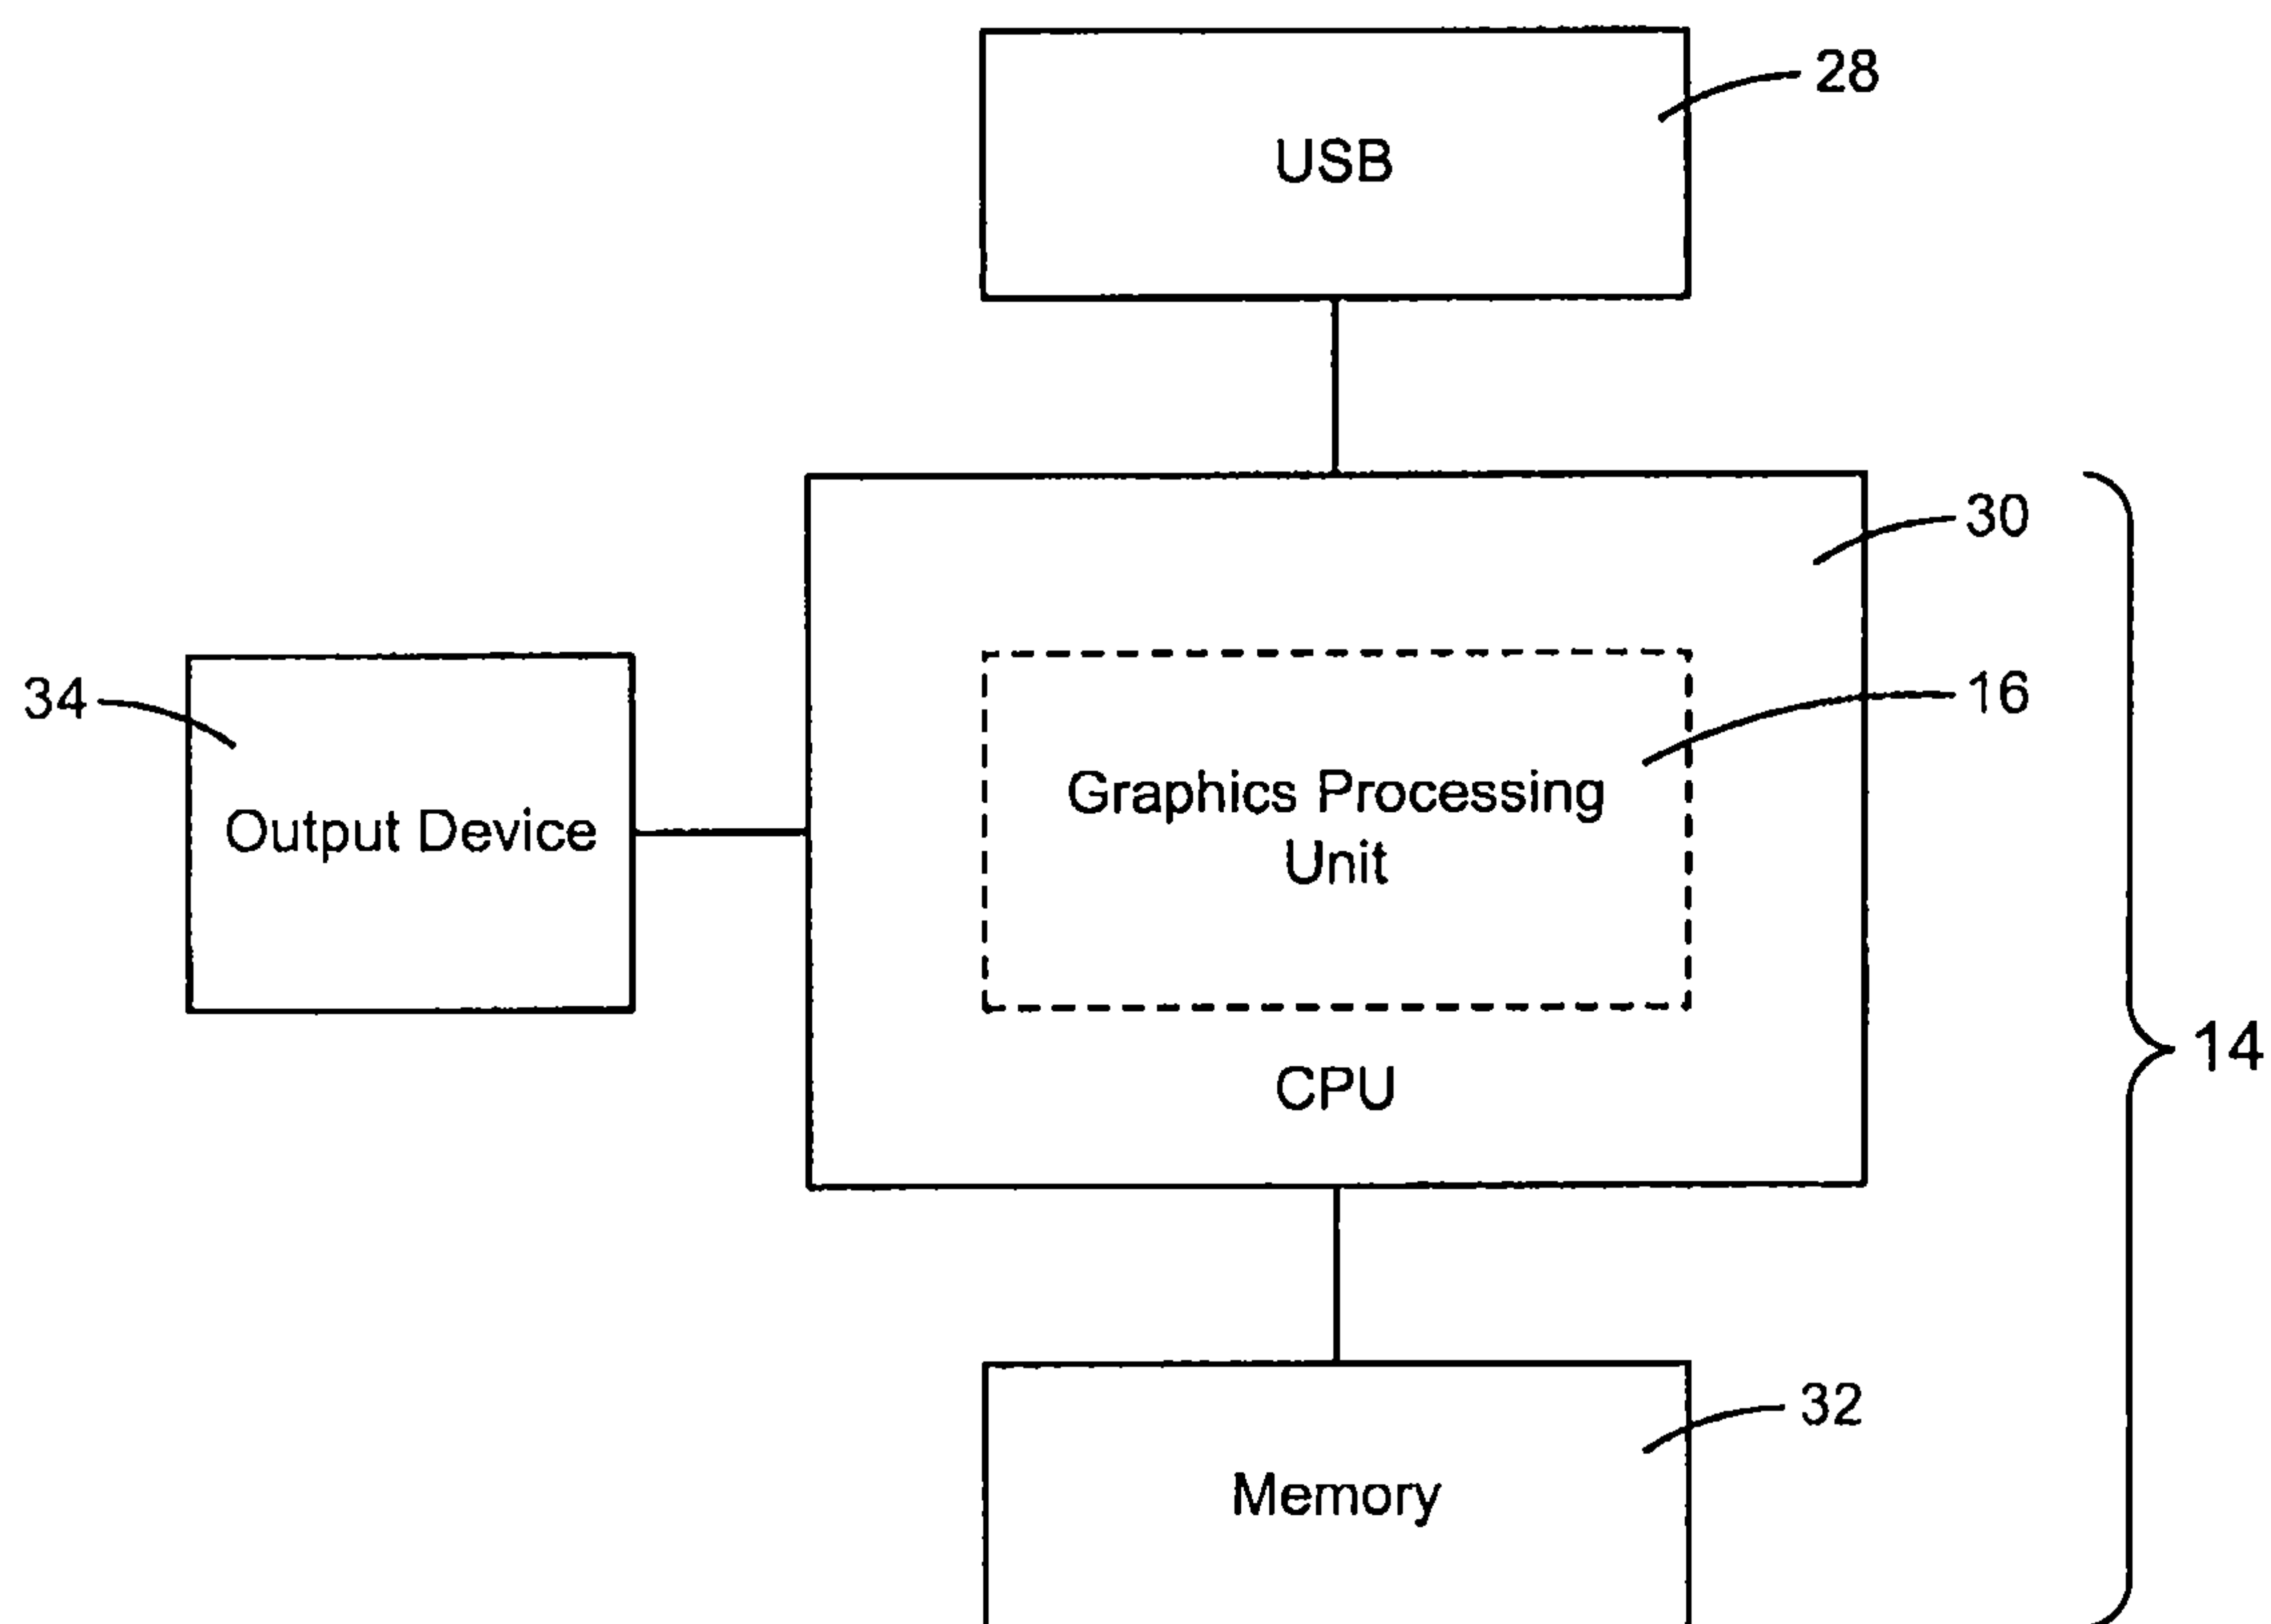 28
USB
30
34
16
Graphics Processing
Unit
Output Device
14
CPU
32
Memory